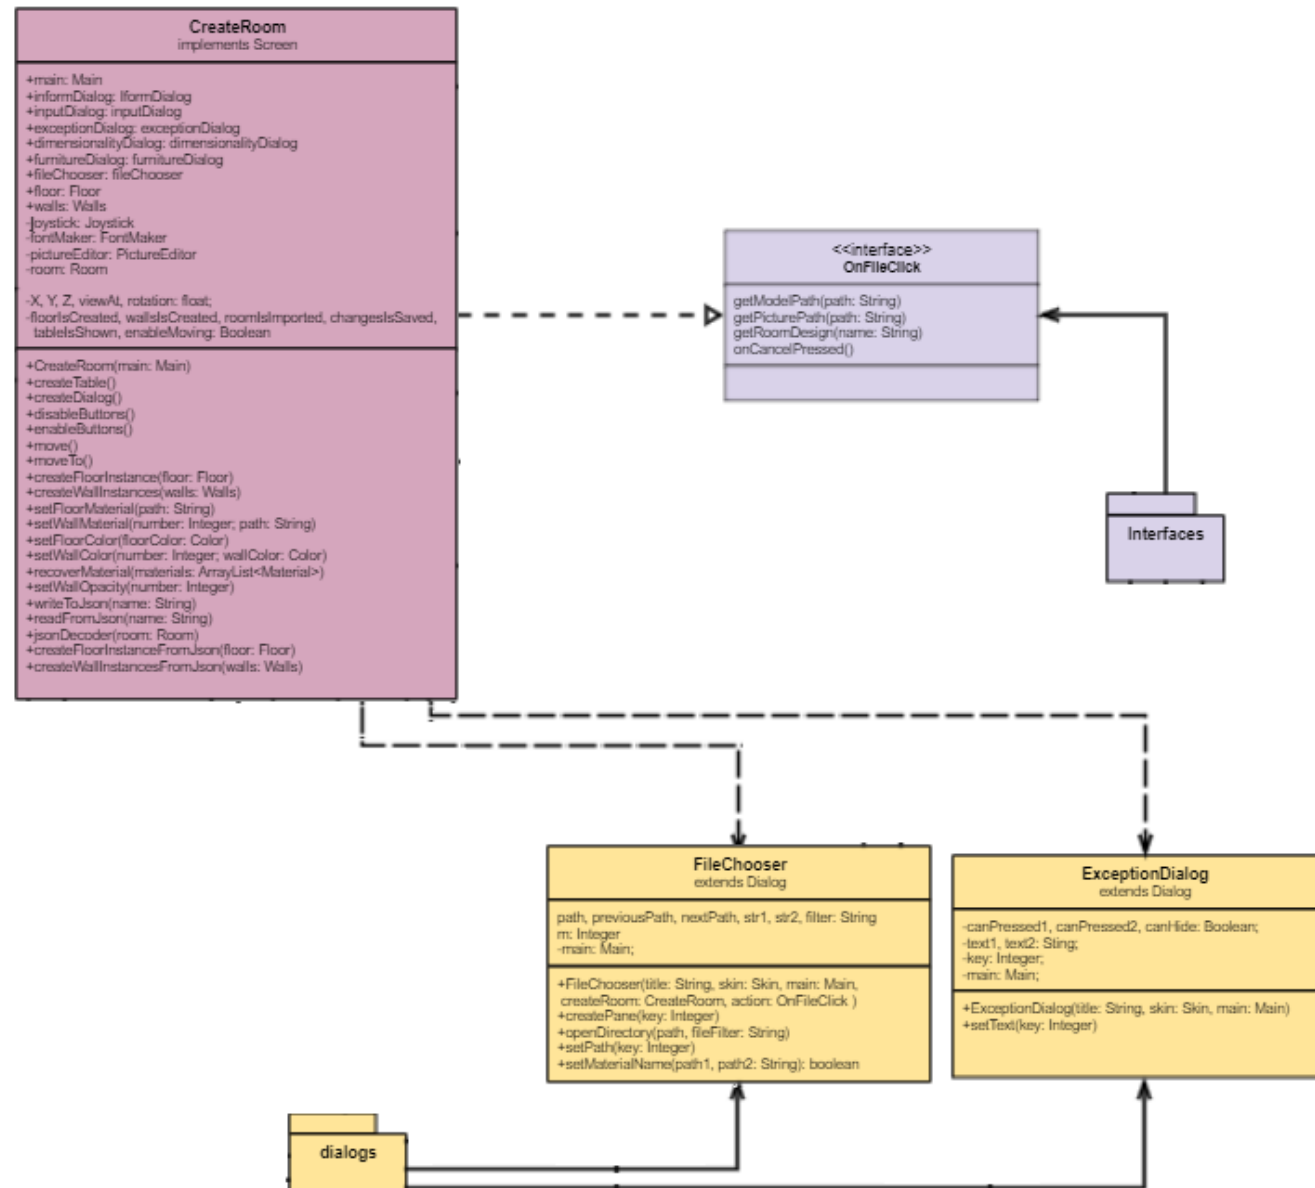 CreateRoom
implements Screen
+main: Main
+informDialog: IformDialog
+inputDialog: inputDialog
+exceptionDialog: exceptionDialog
+dimensionalityDialog: dimensionalityDialog
+furnitureDialog: furnitureDialog
+fileChooser: fileChooser
+floor: Floor
+walls: Walls
-joystick: Joystick
-fontMaker: FontMaker
-pictureEditor: PictureEditor
-room: Room
-X, Y, Z, viewAt, rotation: float;
-floorIsCreated, wallsIsCreated, roomIsImported, changesIsSaved,
tableIsShown, enableMoving: Boolean
+CreateRoom(main: Main)
+createTable()
+createDialog()
+disableButtons()
+enableButtons()
+move()
+moveTo()
+createFloorInstance(floor: Floor)
+createWallInstances(walls: Walls)
+setFloorMaterial(path: String)
+setWallMaterial(number: Integer; path: String)
+setFloorColor(floorColor: Color)
+setWallColor(number: Integer; wallColor: Color)
+recoverMaterial(materials: ArrayList<Material>)
+setWallOpacity(number: Integer)
+writeToJson(name: String)
+readFromJson(name: String)
+jsonDecoder(room: Room)
+createFloorInstanceFromJson(floor: Floor)
+createWallInstancesFromJson(walls: Walls)
<<interface>>
OnFileClick
getModelPath(path: String)
getPicturePath(path: String)
getRoomDesign(name: String)
onCancelPressed()
Interfaces
FileChooser
extends Dialog
path, previousPath, nextPath, str1, str2, filter: String
m: Integer
-main: Main;
+FileChooser(title: String, skin: Skin, main: Main,
createRoom: CreateRoom, action: OnFileClick )
+createPane(key: Integer)
+openDirectory(path, fileFilter: String)
+setPath(key: Integer)
+setMaterialName(path1, path2: String): boolean
ExceptionDialog
extends Dialog
-canPressed1, canPressed2, canHide: Boolean;
-text1, text2: Sting;
-key: Integer;
-main: Main;
+ExceptionDialog(title: String, skin: Skin, main: Main)
+setText(key: Integer)
dialogs